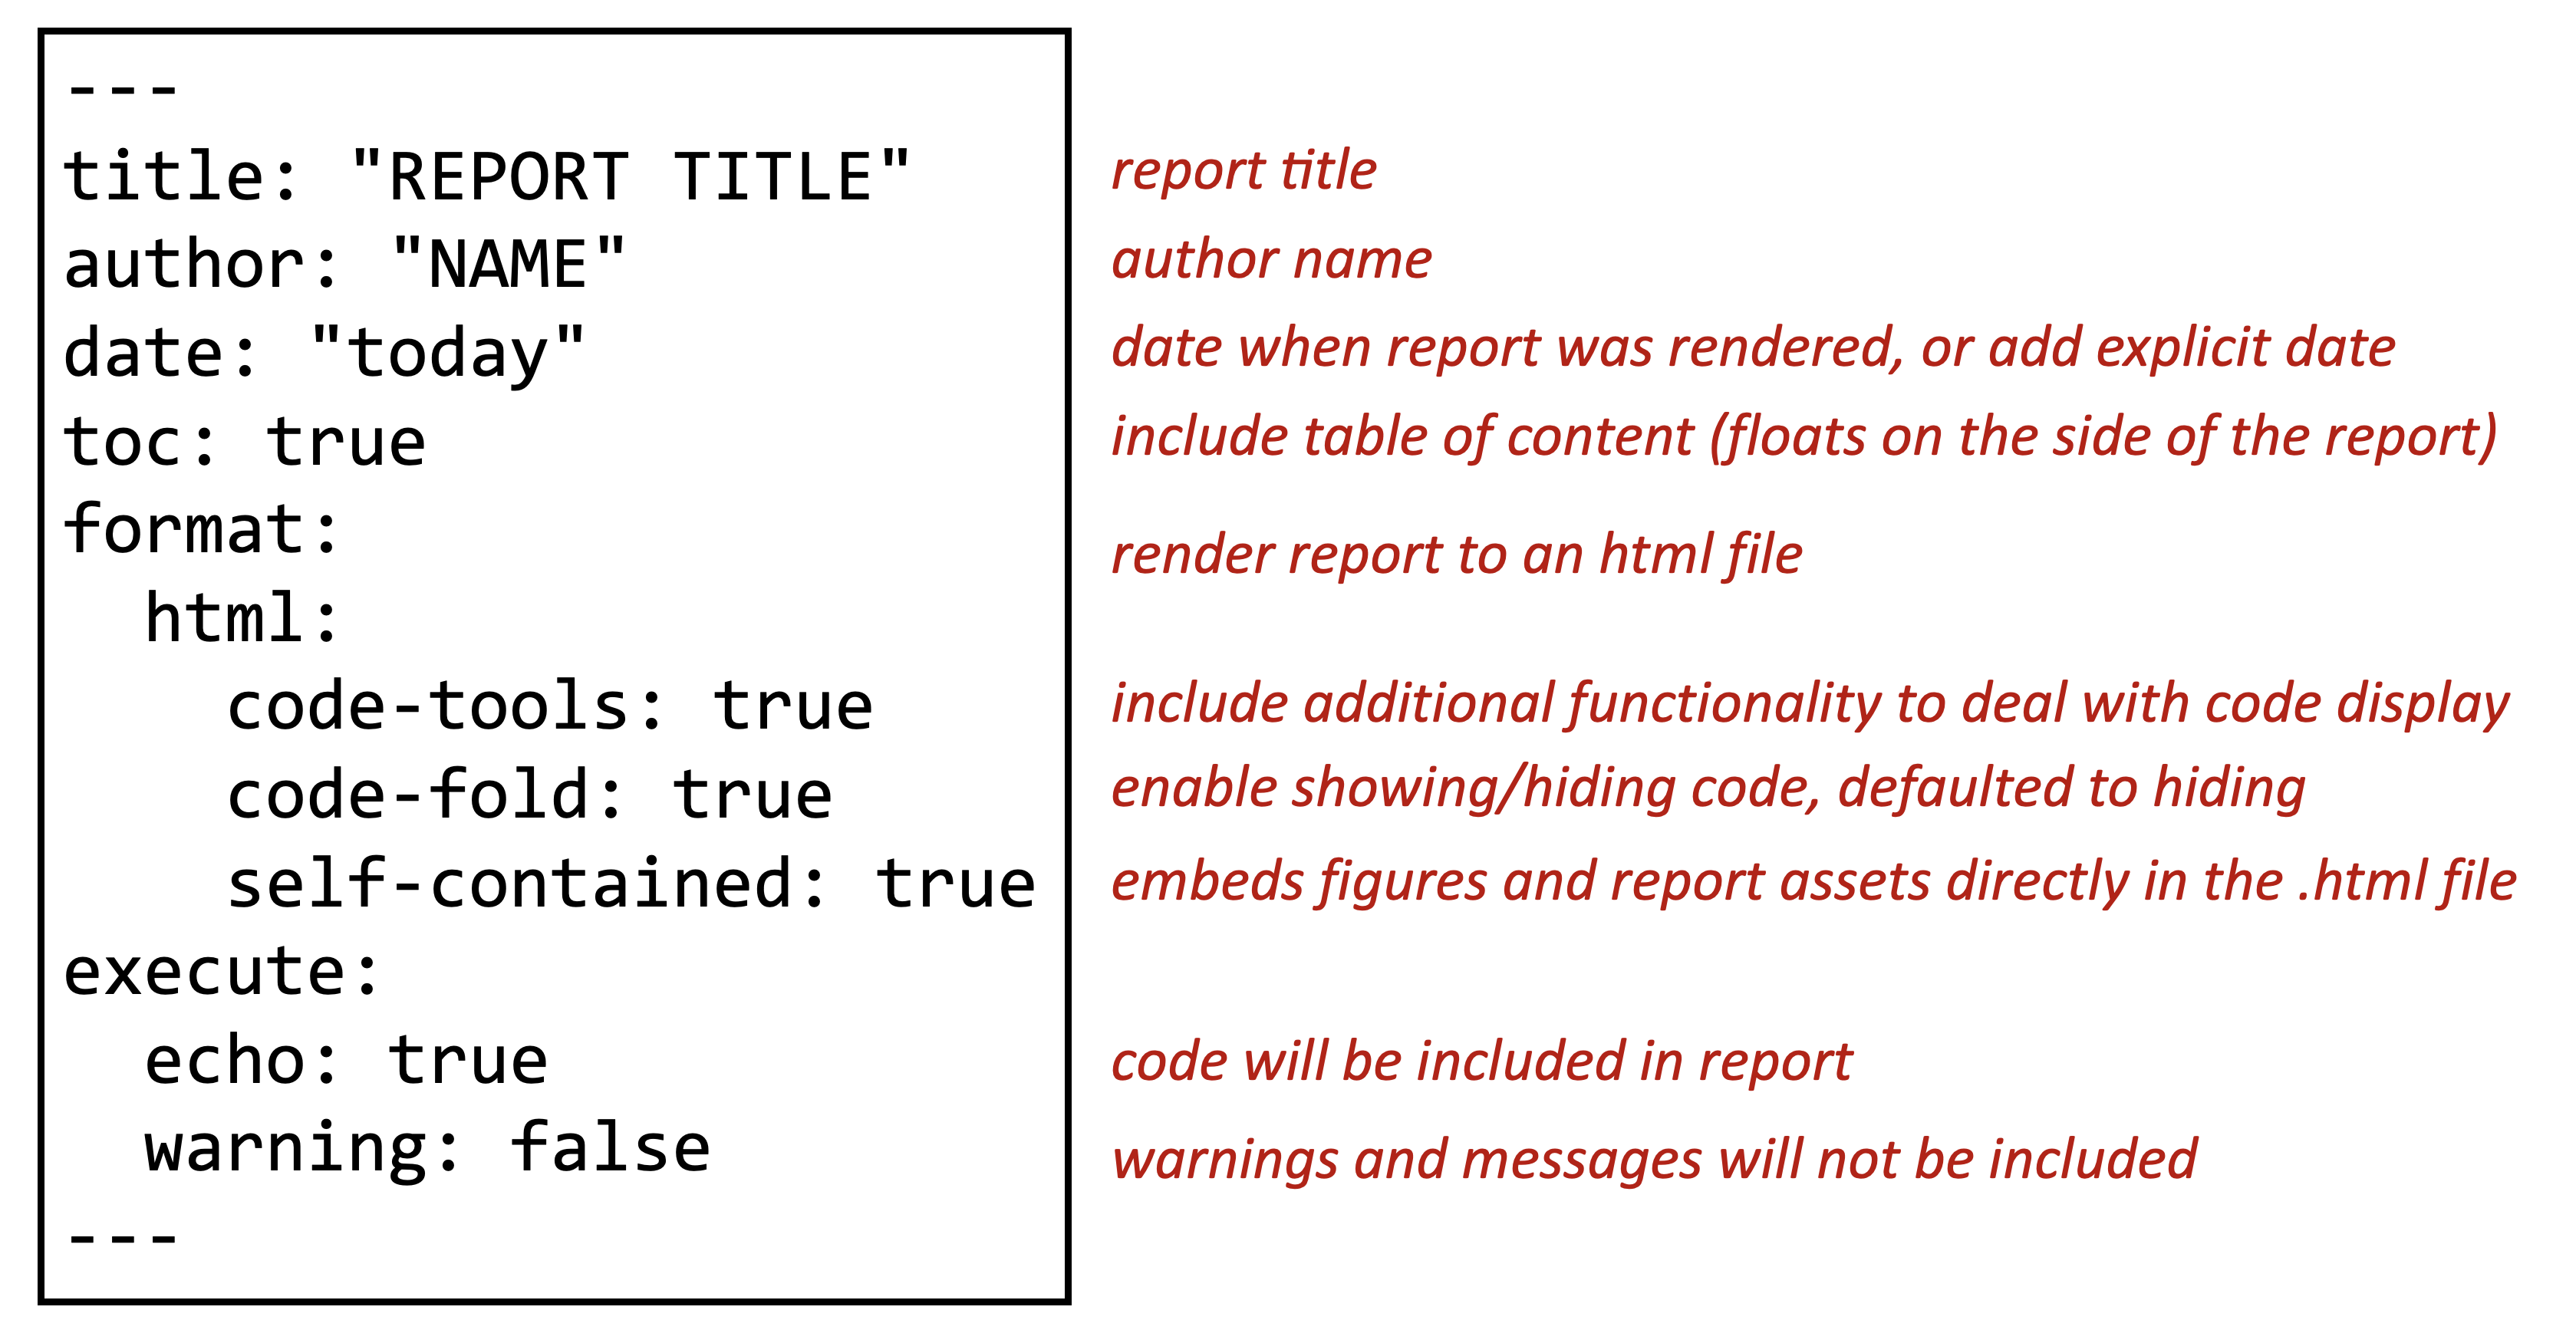 ---
title: "REPORT TITLE"
report title
author: "NAME"
author name
date: "today"
date when report was rendered, or add explicit date
toc: true
include table of content (floats on the side of the report)
format:
render report to an html file
  html:
    code-tools: true
include additional functionality to deal with code display
    code-fold: true
enable showing/hiding code, defaulted to hiding
    self-contained: true
embeds figures and report assets directly in the .html file
execute:
  echo: true
code will be included in report
  warning: false
warnings and messages will not be included
---